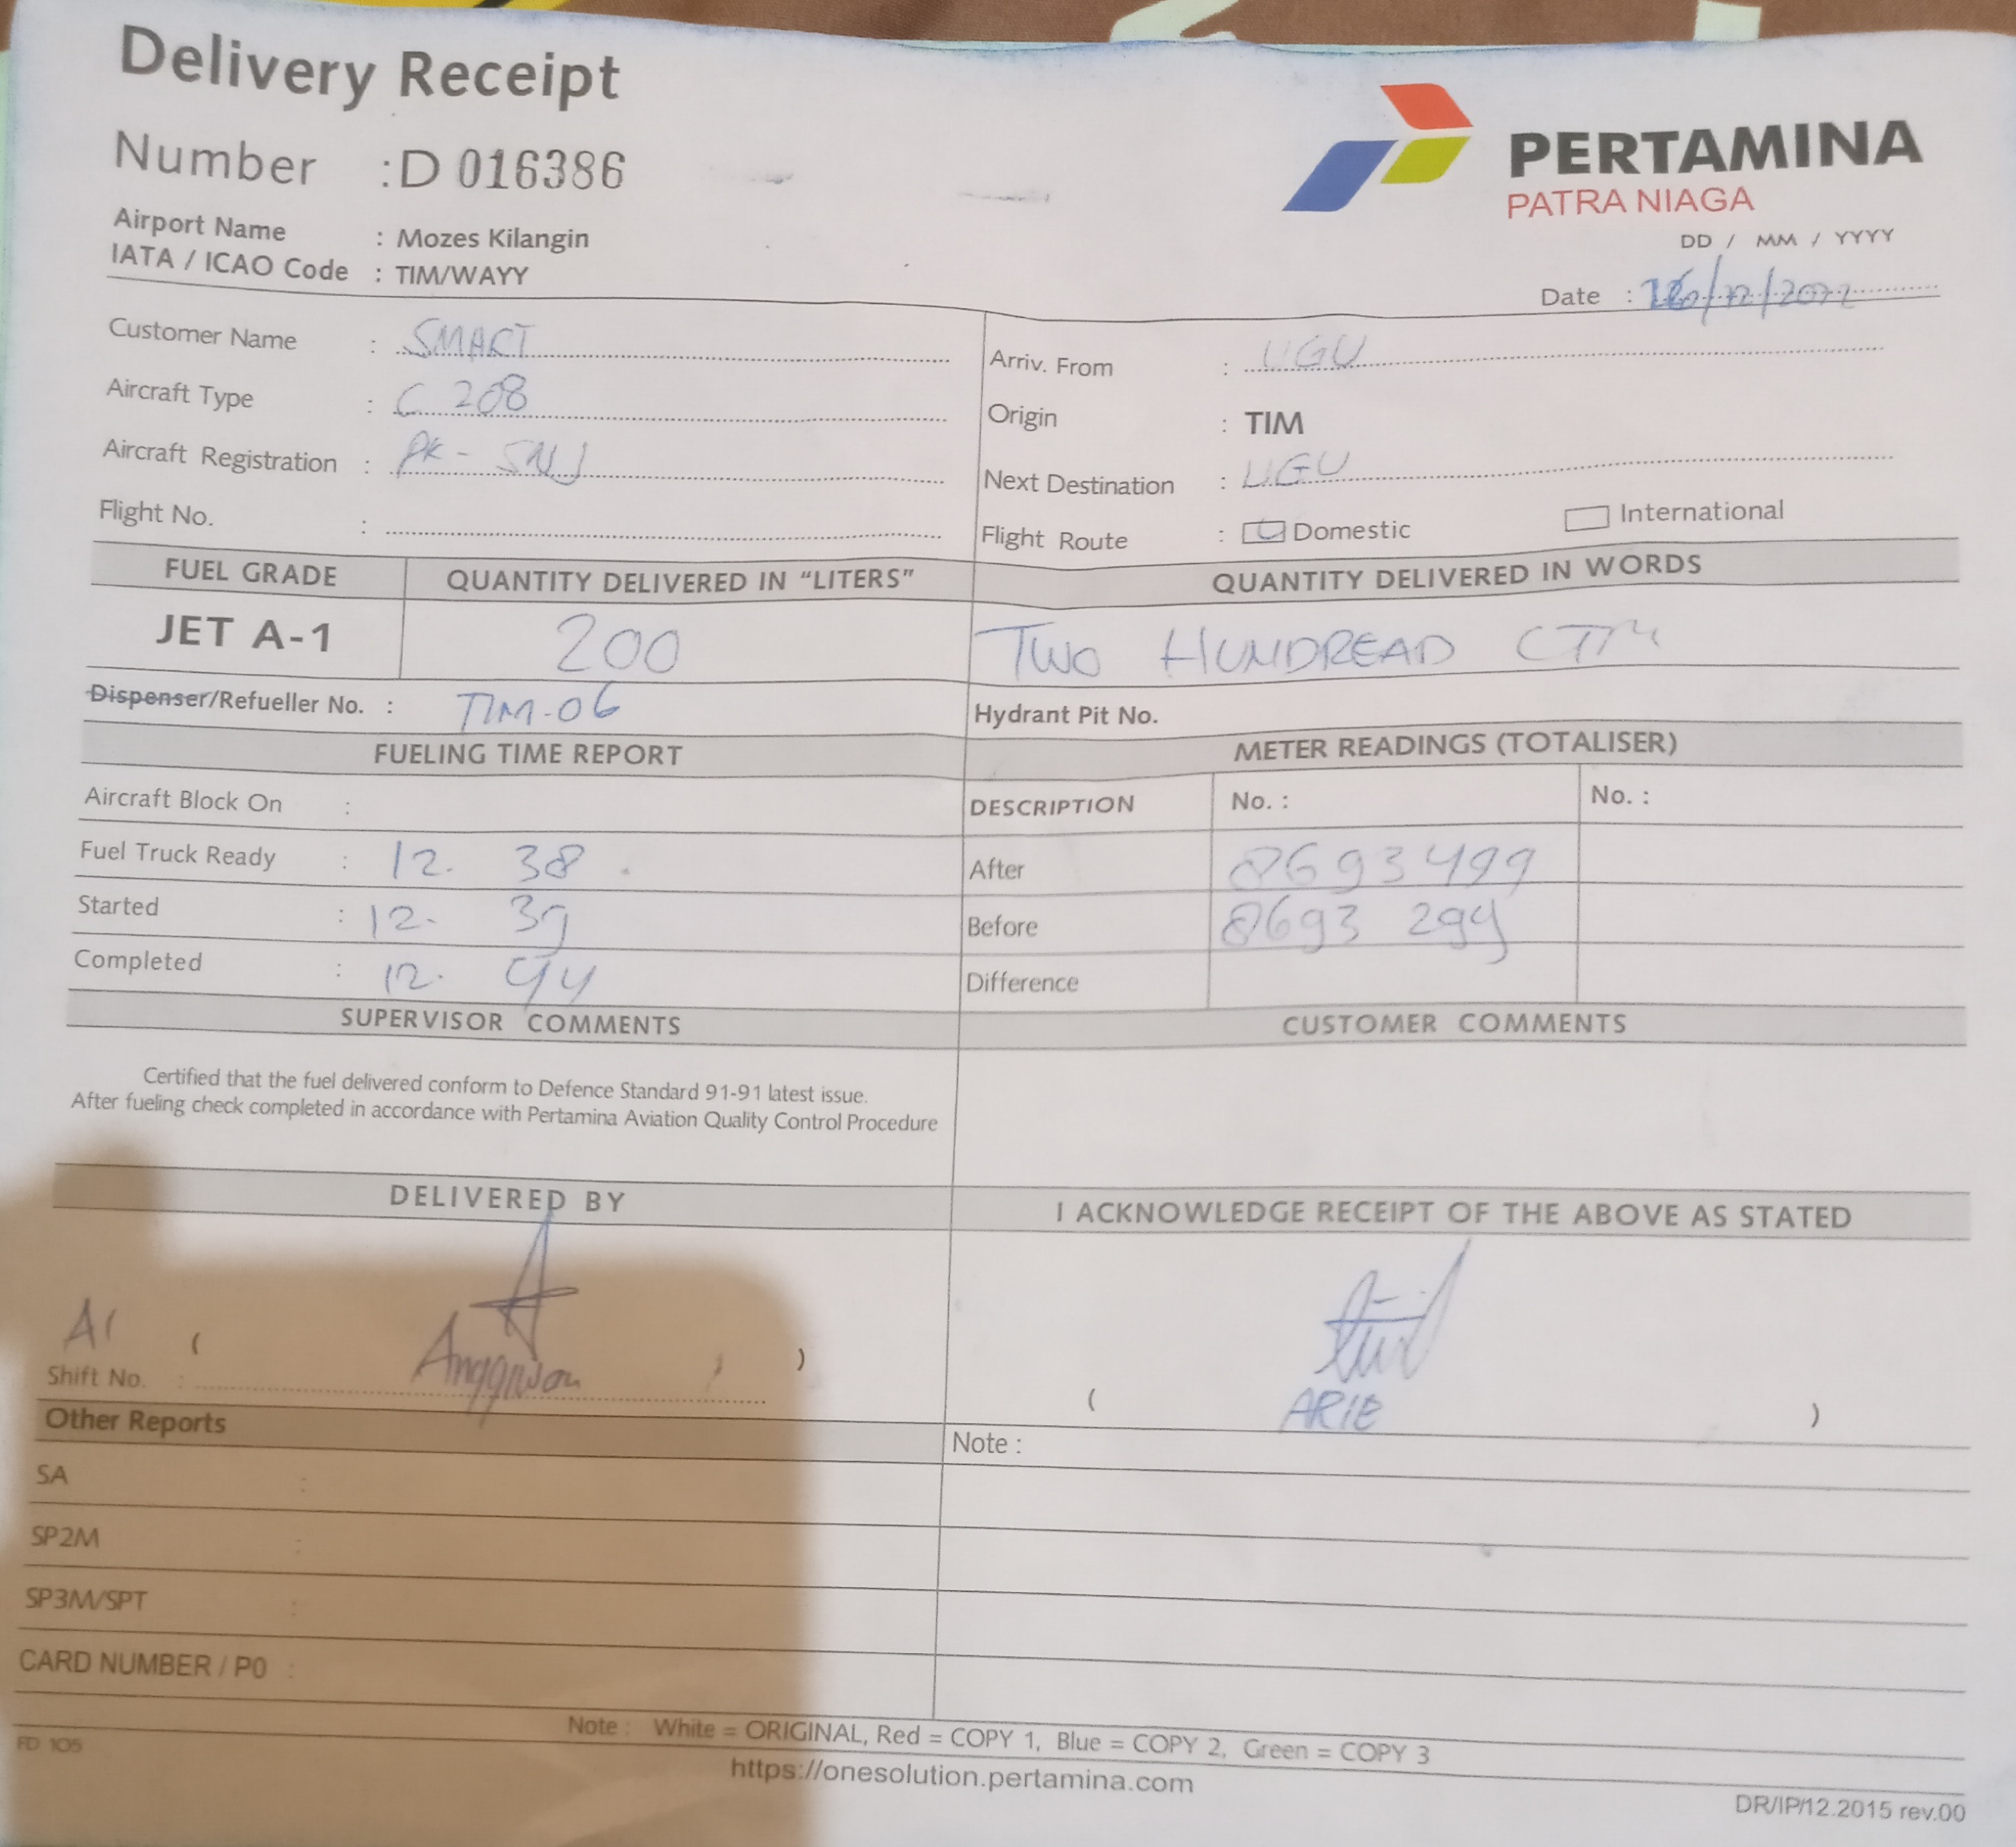 Delivery Receipt
Number : D 016386
PERTAMINA
PATRA NIAGA
Airport Name : Mozes Kilangin
IATA / ICAO Code : TIM/WAYY
DD / MM / YYYY
Date : /12/2022
Customer Name : SMART
Arriv. From : UGU
Aircraft Type : C 208
Origin : TIM
Aircraft Registration : PK - SNJ
Next Destination : UGU
Flight No. :
Flight Route : Domestic International
FUEL GRADE QUANTITY DELIVERED IN “LITERS” QUANTITY DELIVERED IN WORDS
JET A-1 200 TWO HUNDREAD
Dispenser/Refueller No. : TIM-06 Hydrant Pit No.
FUELING TIME REPORT METER READINGS (TOTALISER)
Aircraft Block On : DESCRIPTION No. : No. :
Fuel Truck Ready : 12. 38 . After 8693499
Started : 12. 39 Before 8693 299
Completed : 12. 44 Difference
SUPERVISOR COMMENTS CUSTOMER COMMENTS
Certified that the fuel delivered conform to Defence Standard 91-91 latest issue.
After fueling check completed in accordance with Pertamina Aviation Quality Control Procedure
DELIVERED BY I ACKNOWLEDGE RECEIPT OF THE ABOVE AS STATED
( )
Shift No. :
( ARIE )
Other Reports
Note :
SA :
SP2M :
SP3M/SPT :
CARD NUMBER / P0 :
Note : White = ORIGINAL, Red = COPY 1, Blue = COPY 2, Green = COPY 3
FD 105
https://onesolution.pertamina.com
DR/IP/12.2015 rev.00